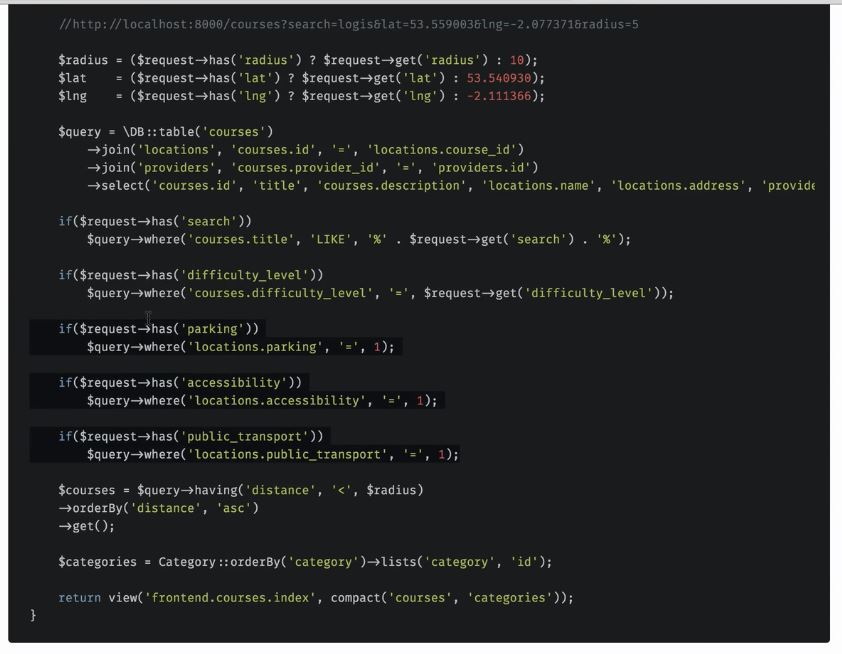 //http://localhost:8000/courses?search=logis&lat=53.559003&lng=-2.077371&radius=5
$radius = ($request->has('radius') ? $request->get('radius') : 10);
$lat    = ($request->has('lat') ? $request->get('lat') : 53.540930);
$lng    = ($request->has('lng') ? $request->get('lng') : -2.111366);
$query = \DB::table('courses')
->join('locations', 'courses.id', '=', 'locations.course_id')
->join('providers', 'courses.provider_id', '=', 'providers.id')
->select('courses.id', 'title', 'courses.description', 'locations.name', 'locations.address', 'provide
if($request->has('search'))
$query->where('courses.title', 'LIKE', '%' . $request->get('search') . '%');
if($request->has('difficulty_level'))
$query->where('courses.difficulty_level', '=', $request->get('difficulty_level'));
if($request->has('parking'))
$query->where('locations.parking', '=', 1);
if($request->has('accessibility'))
$query->where('locations.accessibility', '=', 1);
if($request->has('public_transport'))
$query->where('locations.public_transport', '=', 1);
$courses = $query->having('distance', '<', $radius)
->orderBy('distance', 'asc')
->get();
$categories = Category::orderBy('category')->lists('category', 'id');
return view('frontend.courses.index', compact('courses', 'categories'));
}